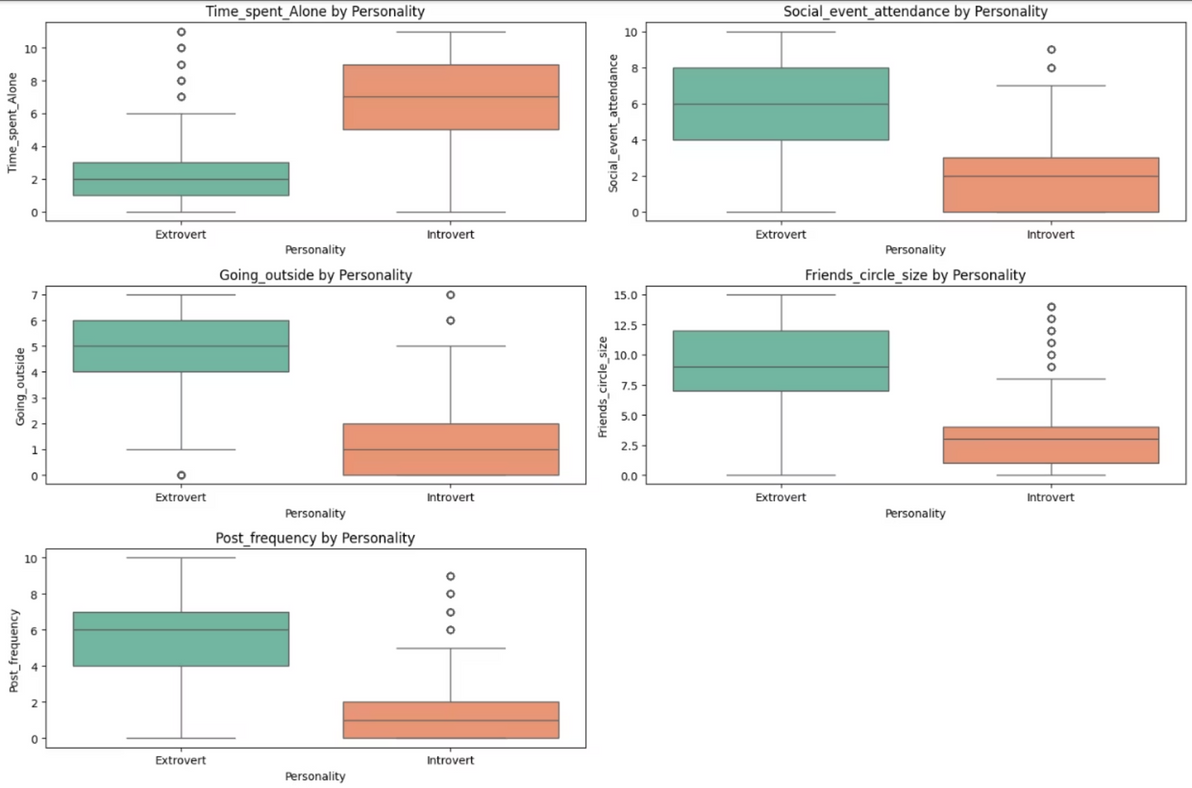 Time_spent_Alone by Personality
Time_spent_Alone
10
8
6
4
2
0
Extrovert
Introvert
Personality
Social_event_attendance by Personality
Social_event_attendance
10
8
6
4
2
0
Extrovert
Introvert
Personality
Going_outside by Personality
Going_outside
7
6
5
4
3
2
1
0
Extrovert
Introvert
Personality
Friends_circle_size by Personality
Friends_circle_size
15.0
12.5
10.0
7.5
5.0
2.5
0.0
Extrovert
Introvert
Personality
Post_frequency by Personality
Post_frequency
10
8
6
4
2
0
Extrovert
Introvert
Personality